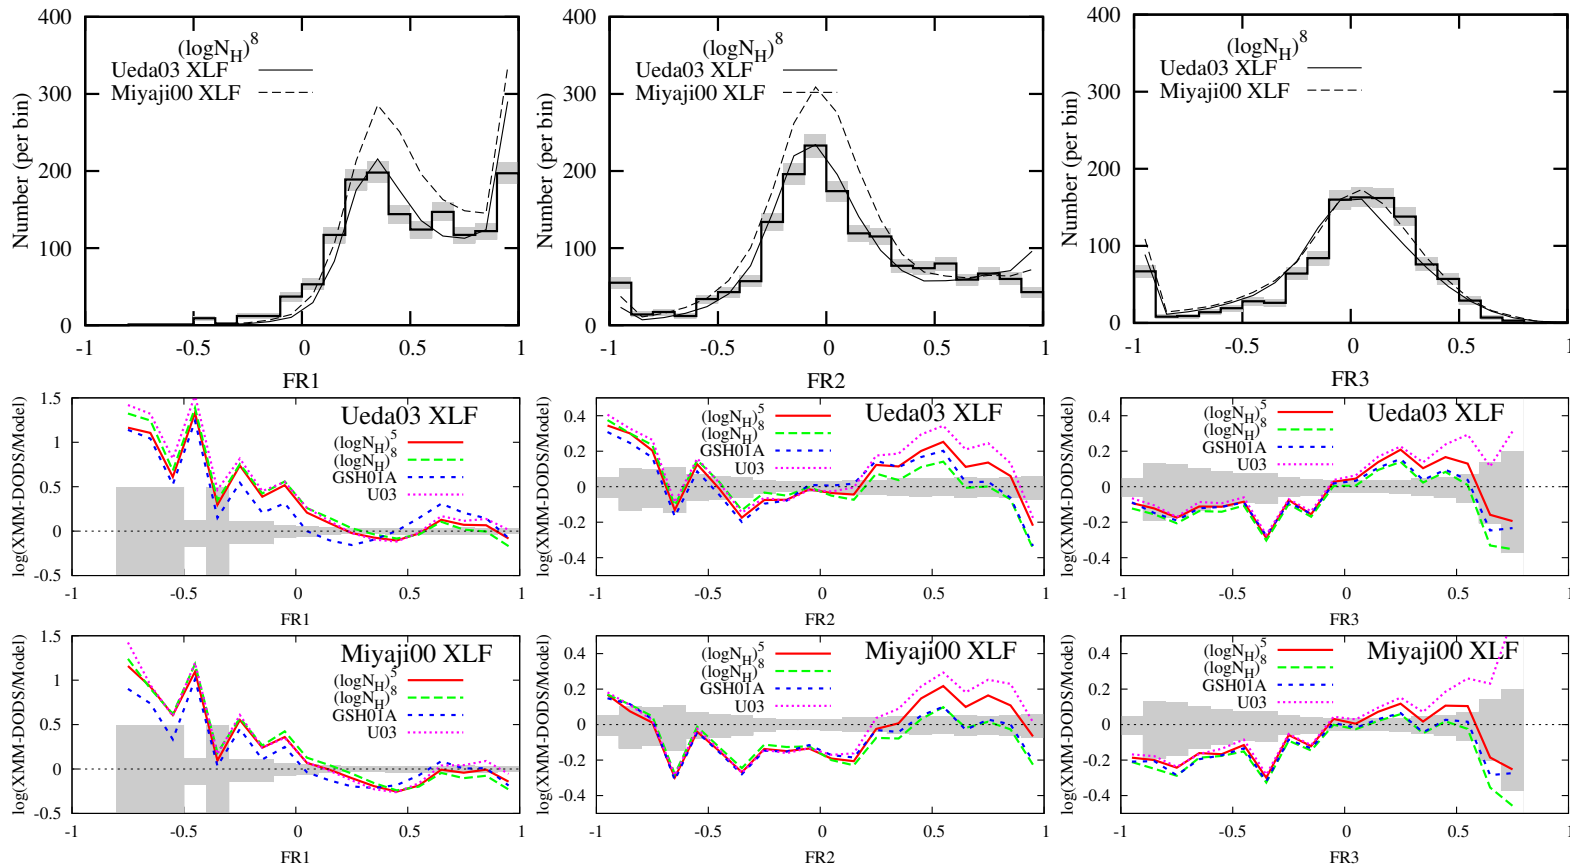 400
300
200
100
0
Number (per bin)
(logN_H)^8
Ueda03 XLF
Miyaji00 XLF
-1
-0.5
0
0.5
1
FR1
400
300
200
100
0
Number (per bin)
(logN_H)^8
Ueda03 XLF
Miyaji00 XLF
-1
-0.5
0
0.5
1
FR2
400
300
200
100
0
Number (per bin)
(logN_H)^8
Ueda03 XLF
Miyaji00 XLF
-1
-0.5
0
0.5
1
FR3
1.5
1
0.5
0
-0.5
log(XMM-DODS/Model)
Ueda03 XLF
(logN_H)^5
(logN_H)^8
GSH01A
U03
-1
-0.5
0
0.5
1
FR1
0.4
0.2
0
-0.2
-0.4
log(XMM-DODS/Model)
Ueda03 XLF
(logN_H)^5
(logN_H)^8
GSH01A
U03
-1
-0.5
0
0.5
1
FR2
0.4
0.2
0
-0.2
-0.4
log(XMM-DODS/Model)
Ueda03 XLF
(logN_H)^5
(logN_H)^8
GSH01A
U03
-1
-0.5
0
0.5
1
FR3
1.5
1
0.5
0
-0.5
log(XMM-DODS/Model)
Miyaji00 XLF
(logN_H)^5
(logN_H)^8
GSH01A
U03
-1
-0.5
0
0.5
1
FR1
0.4
0.2
0
-0.2
-0.4
log(XMM-DODS/Model)
Miyaji00 XLF
(logN_H)^5
(logN_H)^8
GSH01A
U03
-1
-0.5
0
0.5
1
FR2
0.4
0.2
0
-0.2
-0.4
log(XMM-DODS/Model)
Miyaji00 XLF
(logN_H)^5
(logN_H)^8
GSH01A
U03
-1
-0.5
0
0.5
1
FR3